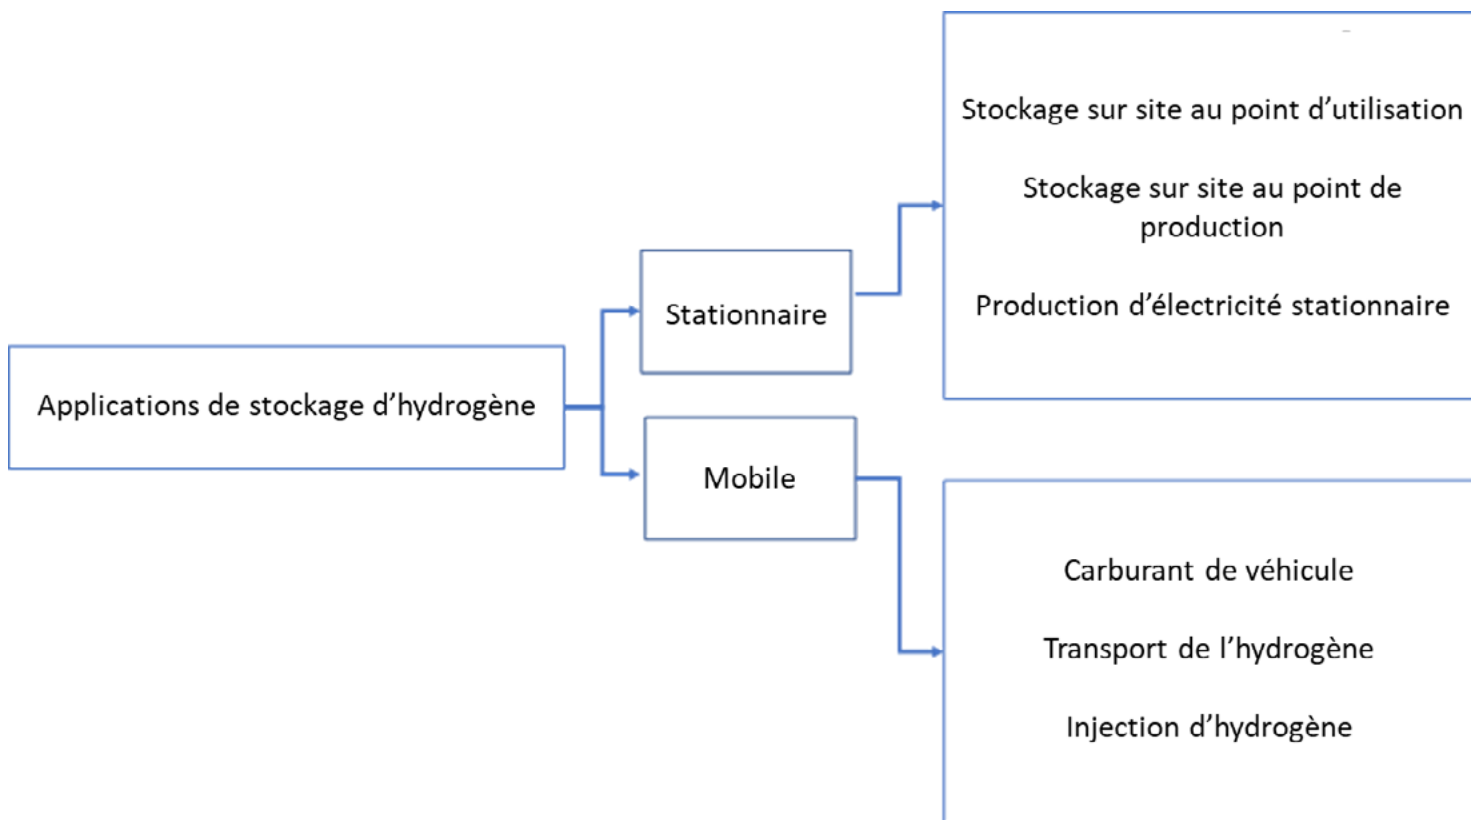 Applications de stockage d’hydrogène
Stationnaire
Mobile
Stockage sur site au point d’utilisation
Stockage sur site au point de
production
Production d’électricité stationnaire
Carburant de véhicule
Transport de l’hydrogène
Injection d’hydrogène